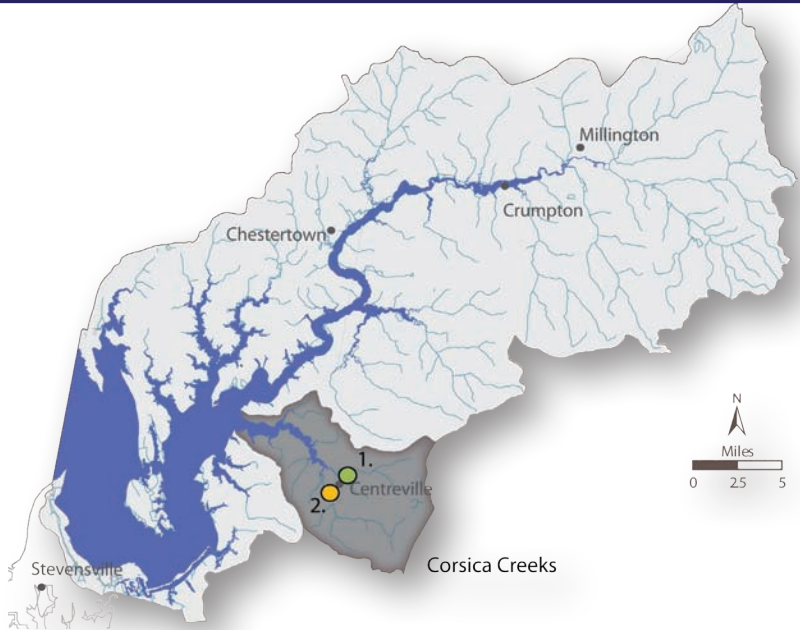 Millington
Crumpton
Chestertown
N
Miles
0 2.5 5
1.
Centreville
2.
Corsica Creeks
Stevensville